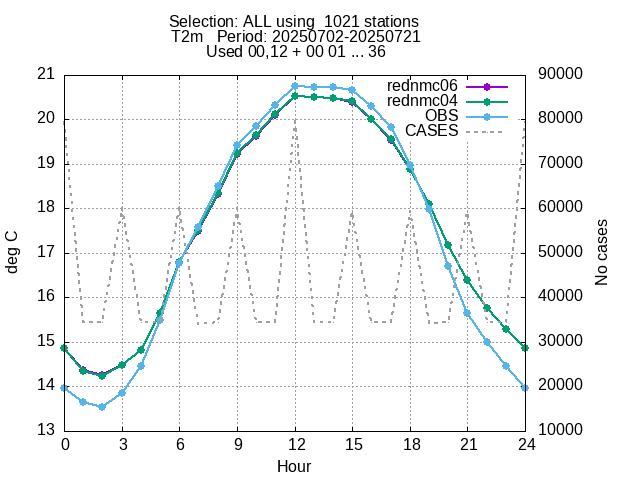 Selection: ALL using  1021 stations
T2m   Period: 20250702-20250721
Used 00,12 + 00 01 ... 36
21 90000
20 80000
19 70000
18 60000
17 50000
16 40000
15 30000
14 20000
13 10000
rednmc06
rednmc04
OBS
CASES
deg C
No cases
0 3 6 9 12 15 18 21 24
Hour